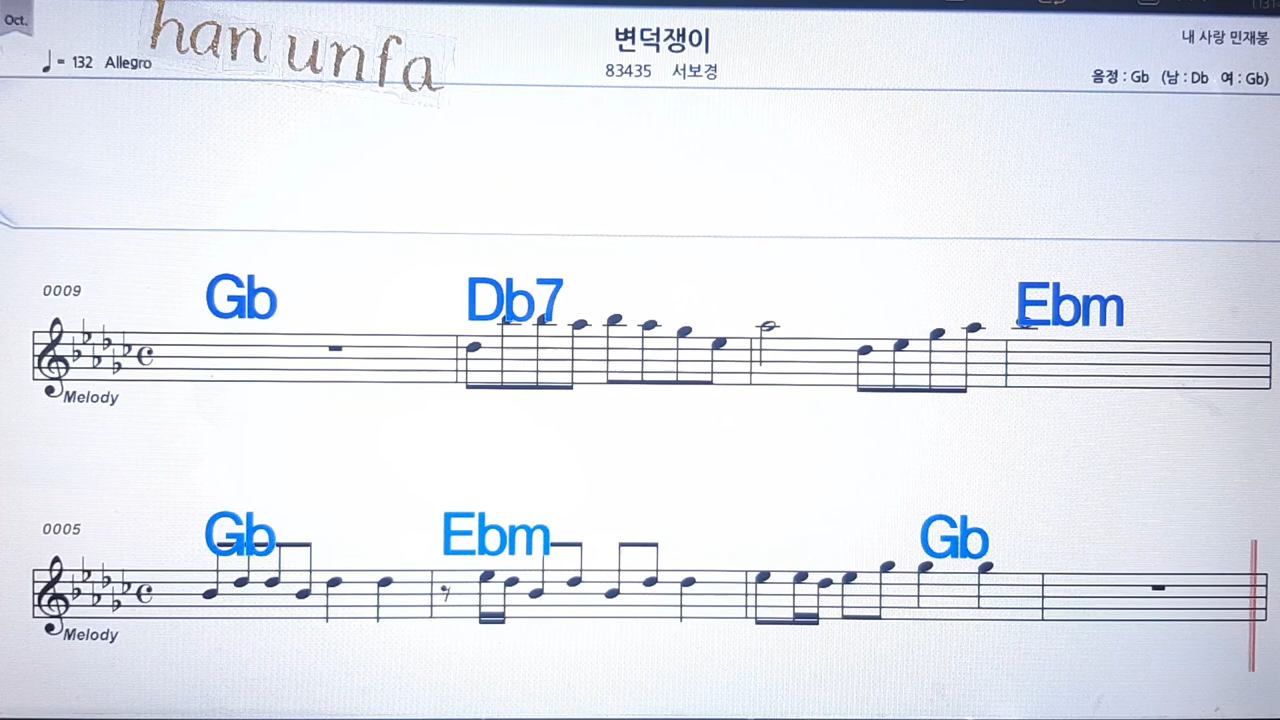 Oct.
han unfa
♩ = 132 Allegro
변덕쟁이
83435 서보경
내 사랑 민재봉
음정 : Gb (남 : Db 여 : Gb)
0009
Gb Db7 Ebm
Melody
0005
Gb Ebm Gb
Melody